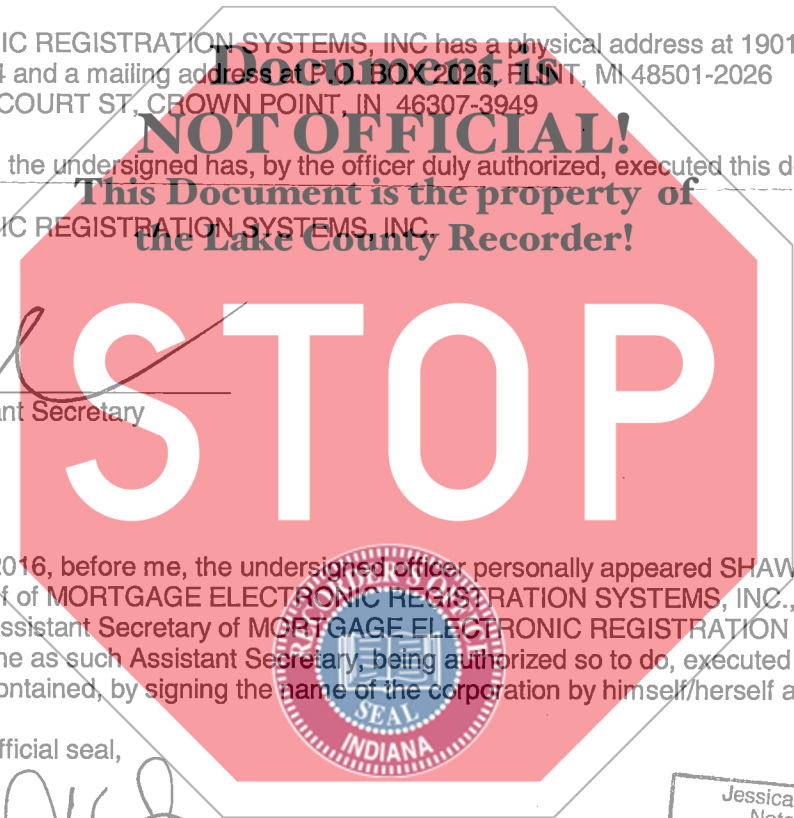 IC REGISTRATION SYSTEMS, INC has a physical address at 1901
Document is
4 and a mailing address at P.O. BOX 2026, FLINT, MI 48501-2026
COURT ST, CROWN POINT, IN 46307-3949
NOT OFFICIAL!
the undersigned has, by the officer duly authorized, executed this d
This Document is the property of
IC REGISTRATION SYSTEMS, INC.
the Lake County Recorder!
STOP
nt Secretary
016, before me, the undersigned officer personally appeared SHAW
f of MORTGAGE ELECTRONIC REGISTRATION SYSTEMS, INC.,
ssistant Secretary of MORTGAGE ELECTRONIC REGISTRATION
ne as such Assistant Secretary, being authorized so to do, executed
ontained, by signing the name of the corporation by himself/herself a
RECORDER'S OFFICE
SEAL
INDIANA
fficial seal,
Jessica